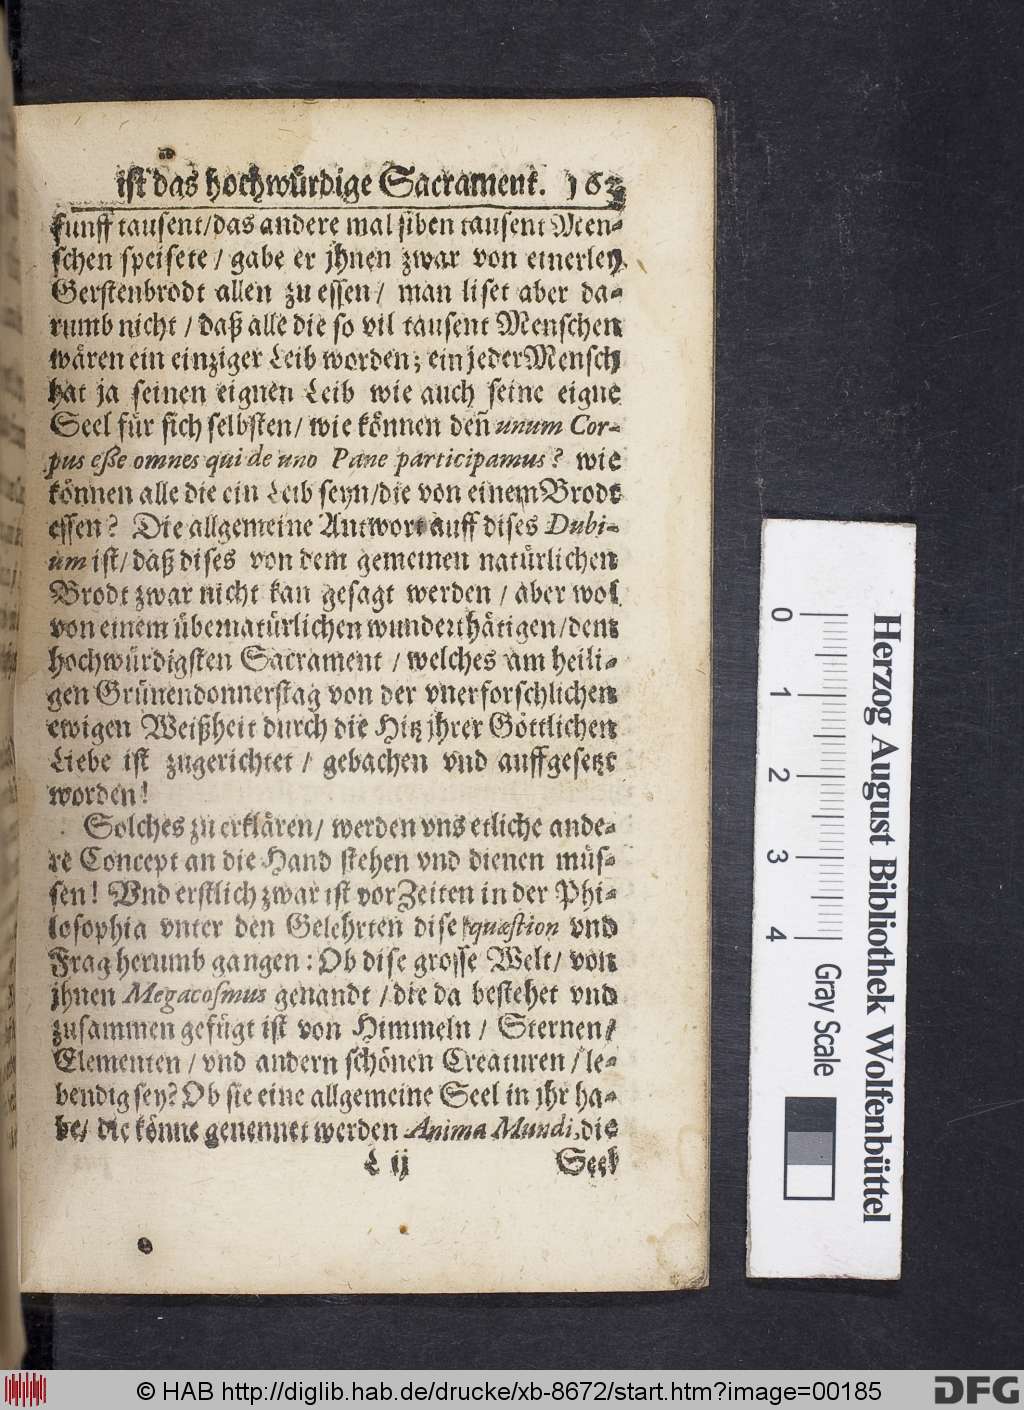 ist das hochwürdige Sacrament. 163
funff tausent/das andere mal siben tausent Men-
schen speisete / gabe er jhnen zwar von einerley
Gerstenbrodt allen zu essen / man liset aber da-
rumb nicht / daß alle die so vil tausent Menschen
wären ein einziger Leib worden; ein jeder Mensch
hat ja seinen eignen Leib wie auch seine eigne
Seel für sich selbsten/ wie können deñ unum Cor-
pus eße omnes qui de uno Pane participamus? wie
können alle die ein Leib seyn/die von einem Brodt
essen? Die allgemeine Antwort auff dises Dubi-
um ist/ daß dises von dem gemeinen natürlichen
Brodt zwar nicht kan gesagt werden / aber wol
von einem übernatürlichen wunderthätigen/dem
hochwürdigsten Sacrament / welches am heili-
gen Grünendonnerstag von der vnerforschlichen
ewigen Weißheit durch die Hitz jhrer Göttlichen
Liebe ist zugerichtet / gebachen vnd auffgesetzt
worden!
Solches zu erklären/ werden vns etliche ande-
re Concept an die Hand stehen vnd dienen müs-
sen! Vnd erstlich zwar ist vor Zeiten in der Phi-
losophia vnter den Gelehrten dise quæstion vnd
Frag herumb gangen: Ob dise grosse Welt/ von
jhnen Megacosmus genandt / die da bestehet vnd
zusammen gefügt ist von Himmeln / Sternen/
Elementen / vnd andern schönen Creaturen / le-
bendig sey? Ob sie eine allgemeine Seel in jhr ha-
be/ die könne genennet werden Anima Mundi, die
L ij Seel
0 1 2 3 4
Gray Scale
Herzog August Bibliothek Wolfenbüttel
© HAB http://diglib.hab.de/drucke/xb-8672/start.htm?image=00185
DFG